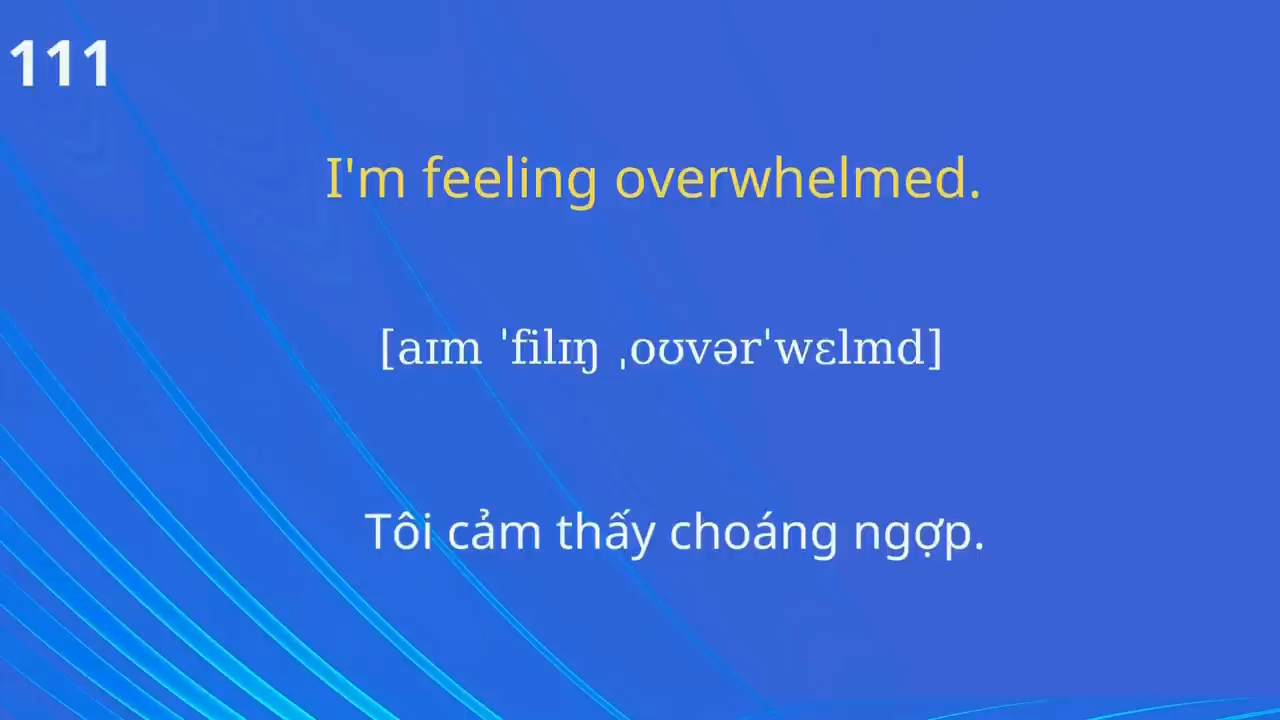 111
I'm feeling overwhelmed.
[aɪm ˈfilɪŋ ˌoʊvərˈwɛlmd]
Tôi cảm thấy choáng ngợp.